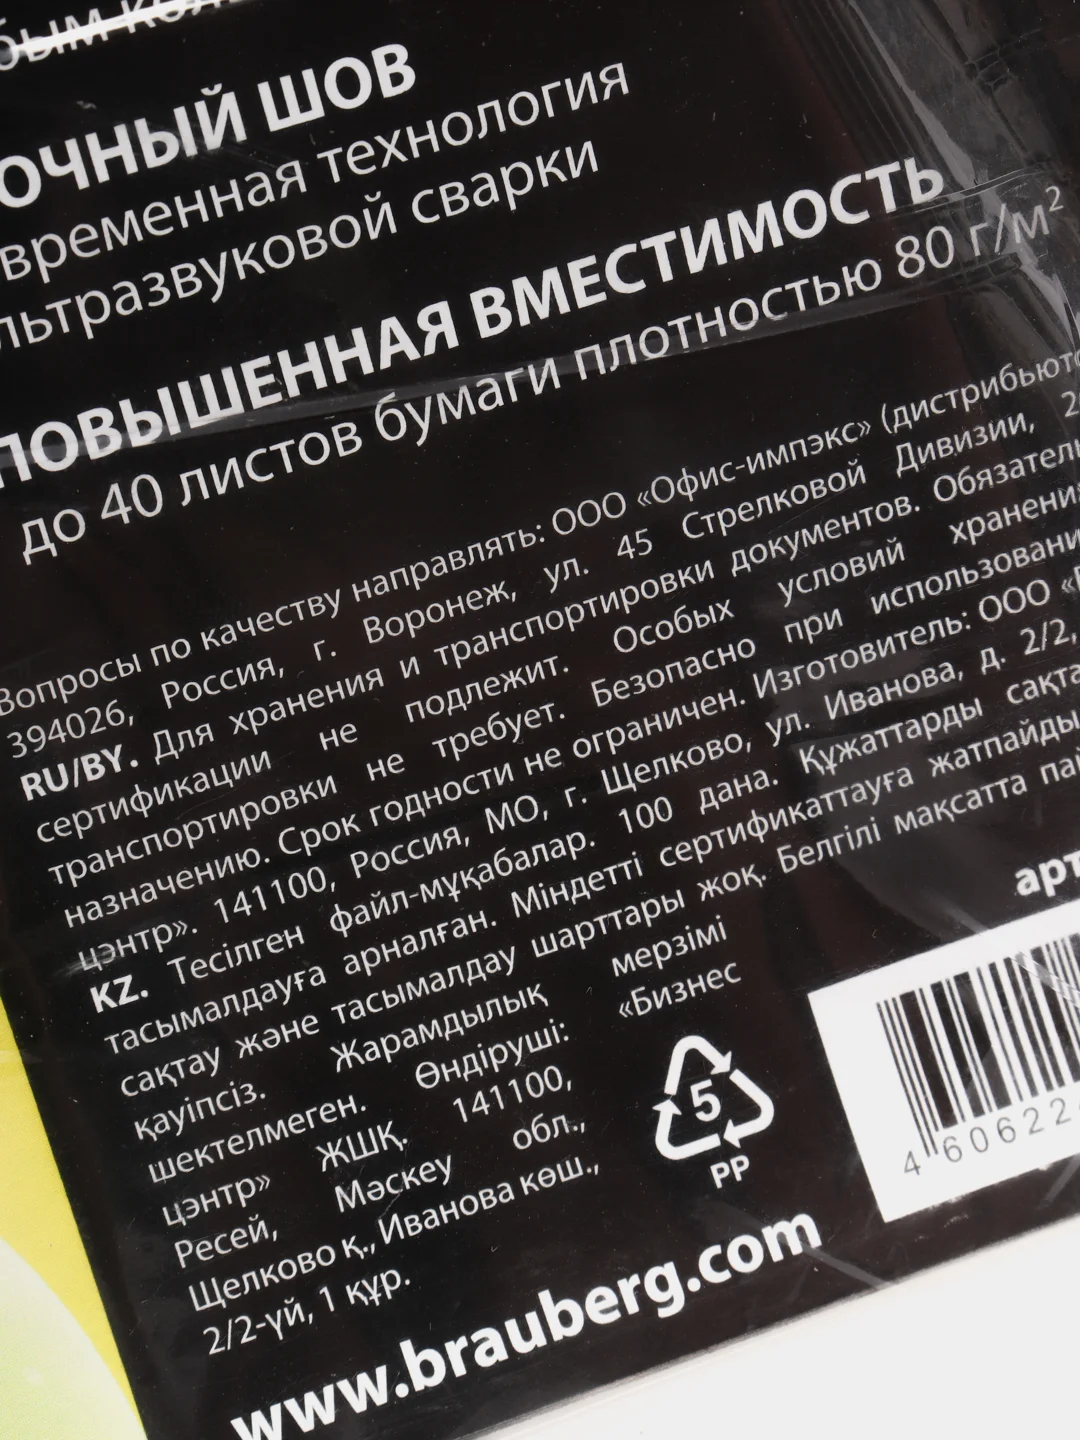 ОЧНЫЙ ШОВ
временная технология
льтразвуковой сварки
ПОВЫШЕННАЯ ВМЕСТИМОСТЬ
до 40 листов бумаги плотностью 80 г/м²
Вопросы по качеству направлять: ООО «Офис-импэкс» (дистрибьюто
394026, Россия, г. Воронеж, ул. 45 Стрелковой Дивизии, 2
RU/BY. Для хранения и транспортировки документов. Обязатель
сертификации не подлежит. Особых условий хранени
транспортировки не требует. Безопасно при использовани
назначению. Срок годности не ограничен. Изготовитель: ООО
цэнтр». 141100, Россия, МО, г. Щелково, ул. Иванова, д. 2/2,
KZ. Тесілген файл-мұқабалар. 100 дана. Құжаттарды сақта
тасымалдауға арналған. Міндетті сертификаттауға жатпайды
сақтау және тасымалдау шарттары жоқ. Белгілі мақсатта па
қауіпсіз. Жарамдылық мерзімі
шектелмеген. Өндіруші: «Бизнес
цэнтр» ЖШҚ. 141100,
Ресей, Мәскеу обл.,
Щелково қ., Иванова көш.,
2/2-үй, 1 құр.
арт
5
PP
4 60622
www.brauberg.com